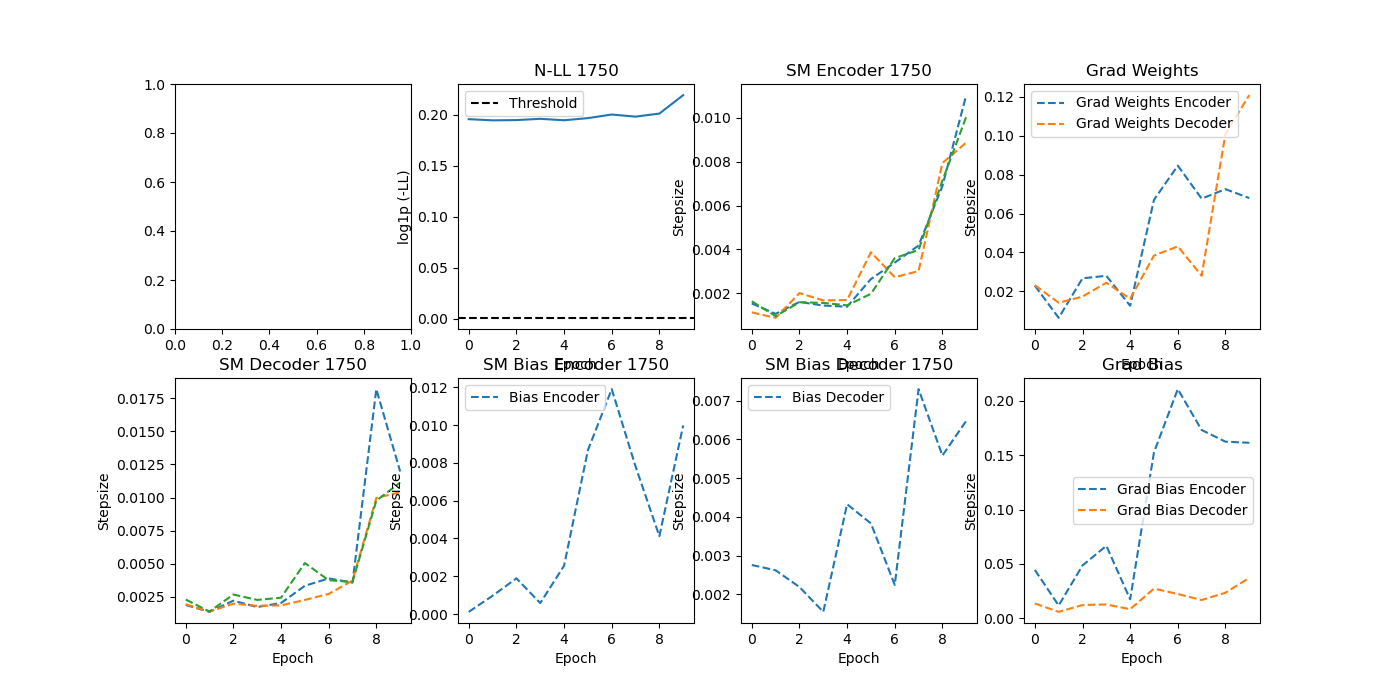 1.0
0.8
0.6
0.4
0.2
0.0
0.0 0.2 0.4 0.6 0.8 1.0
N-LL 1750
Threshold
log1p (-LL)
0.20
0.15
0.10
0.05
0.00
0 2 4 6 8
Epoch
SM Encoder 1750
Stepsize
0.010
0.008
0.006
0.004
0.002
0 2 4 6 8
Epoch
Grad Weights
Grad Weights Encoder
Grad Weights Decoder
Stepsize
0.12
0.10
0.08
0.06
0.04
0.02
0 2 4 6 8
Epoch
SM Decoder 1750
Stepsize
0.0175
0.0150
0.0125
0.0100
0.0075
0.0050
0.0025
0 2 4 6 8
Epoch
SM Bias Encoder 1750
Bias Encoder
Stepsize
0.012
0.010
0.008
0.006
0.004
0.002
0.000
0 2 4 6 8
Epoch
SM Bias Decoder 1750
Bias Decoder
Stepsize
0.007
0.006
0.005
0.004
0.003
0.002
0 2 4 6 8
Epoch
Grad Bias
Grad Bias Encoder
Grad Bias Decoder
Stepsize
0.20
0.15
0.10
0.05
0.00
0 2 4 6 8
Epoch